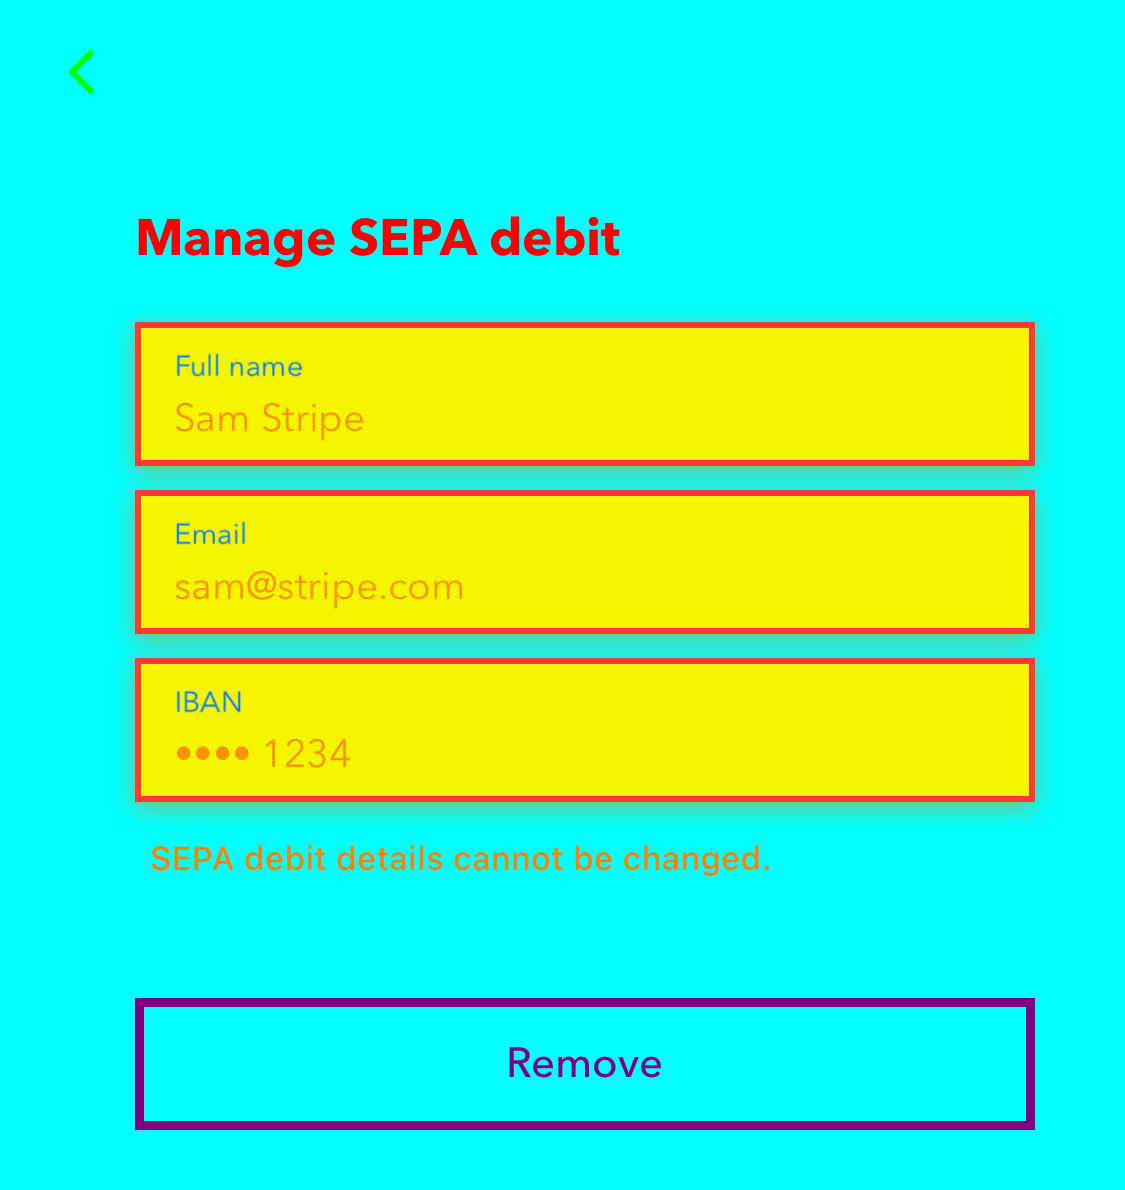 Manage SEPA debit
Full name
Sam Stripe
Email
sam@stripe.com
IBAN
•••• 1234
SEPA debit details cannot be changed.
Remove